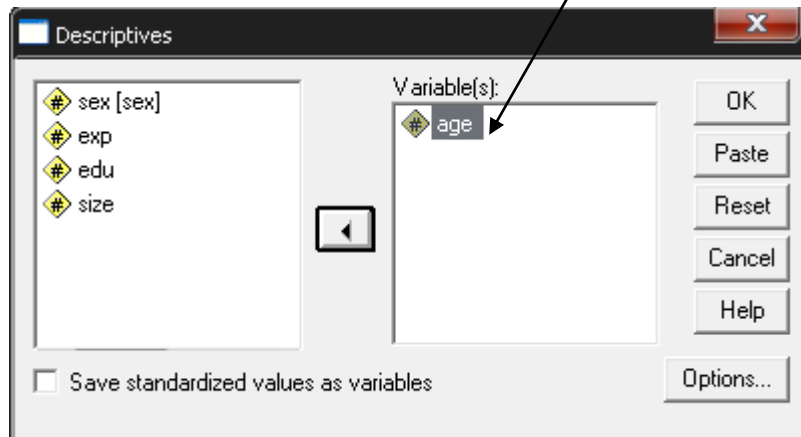 Descriptives
x
# sex [sex]
# exp
# edu
# size
Variable(s):
# age
OK
Paste
Reset
Cancel
Help
Save standardized values as variables
Options...